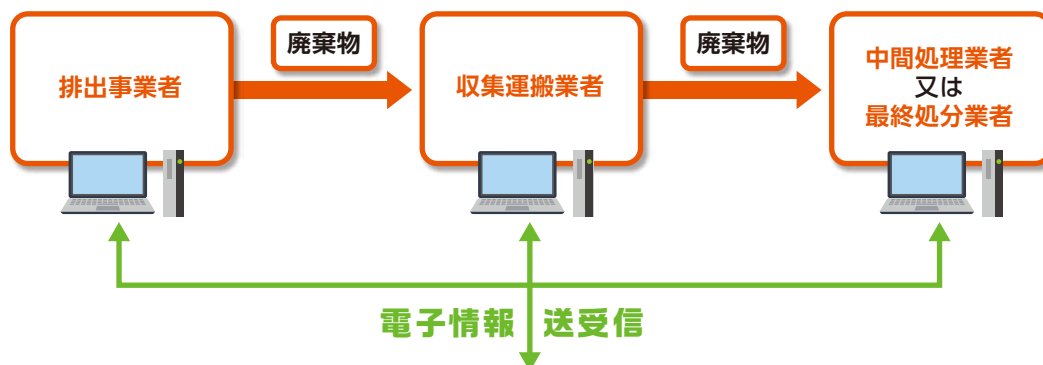 廃棄物
廃棄物
排出事業者
収集運搬業者
中間処理業者
又は
最終処分業者
電子情報 送受信